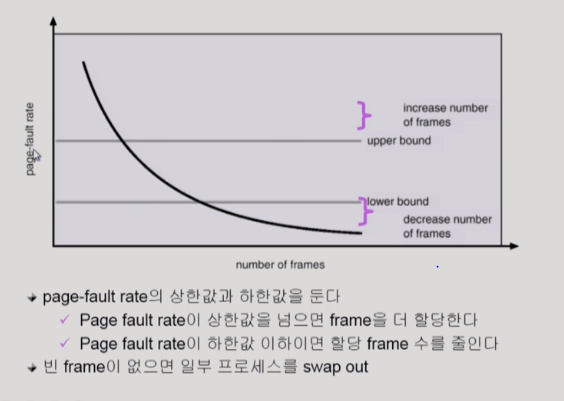 page-fault rate
increase number
of frames
upper bound
lower bound
decrease number
of frames
number of frames
page-fault rate의 상한값과 하한값을 둔다
Page fault rate이 상한값을 넘으면 frame을 더 할당한다
Page fault rate이 하한값 이하이면 할당 frame 수를 줄인다
빈 frame이 없으면 일부 프로세스를 swap out